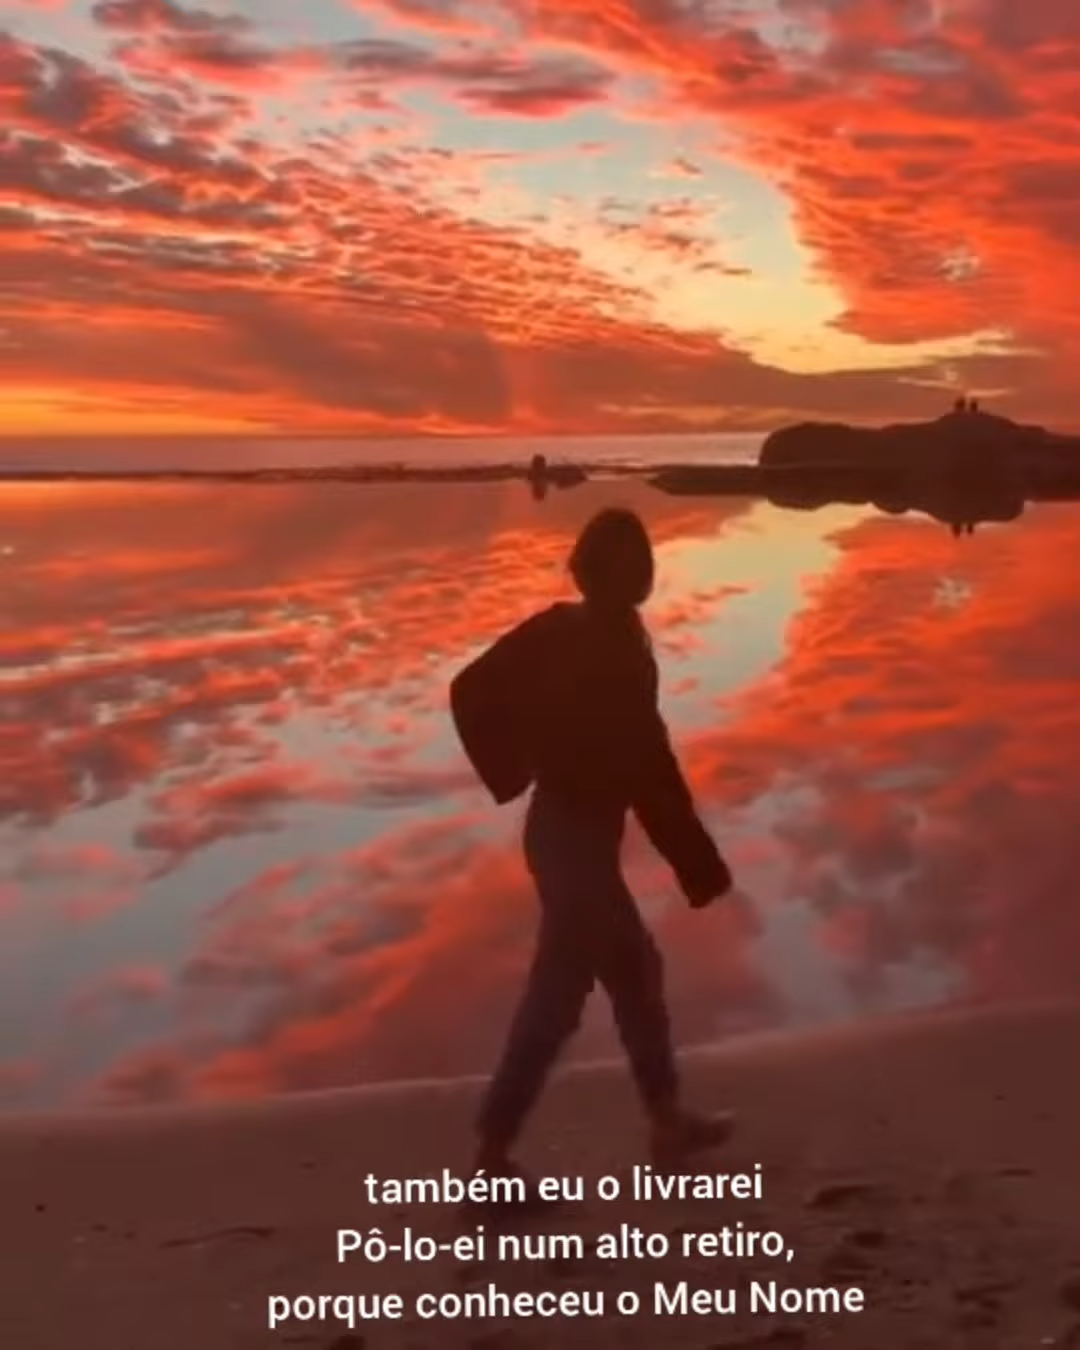 também eu o livrarei
Pô-lo-ei num alto retiro,
porque conheceu o Meu Nome